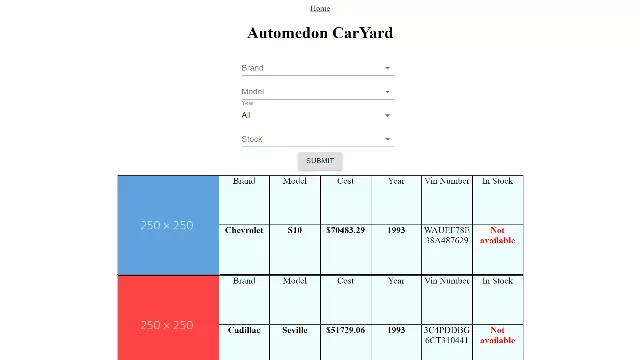 Home
Automedon CarYard
Brand
Model
Year
All
Stock
SUBMIT
250 × 250
Brand Model Cost Year Vin Number In Stock
Chevrolet S10 $70483.29 1993 WAUEF78E38A487629 Not available
250 × 250
Brand Model Cost Year Vin Number In Stock
Cadillac Seville $51729.06 1993 3C4PDDBG6CT310441 Not available